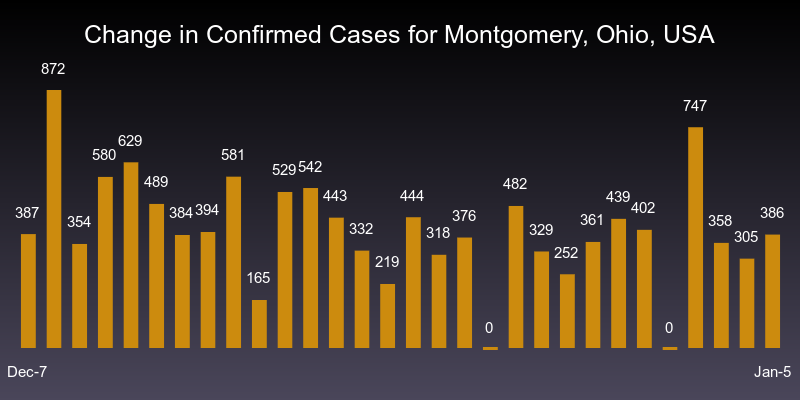 Change in Confirmed Cases for Montgomery, Ohio, USA
387 872 354 580 629 489 384 394 581 165 529 542 443 332 219 444 318 376 0 482 329 252 361 439 402 0 747 358 305 386
Dec-7 Jan-5